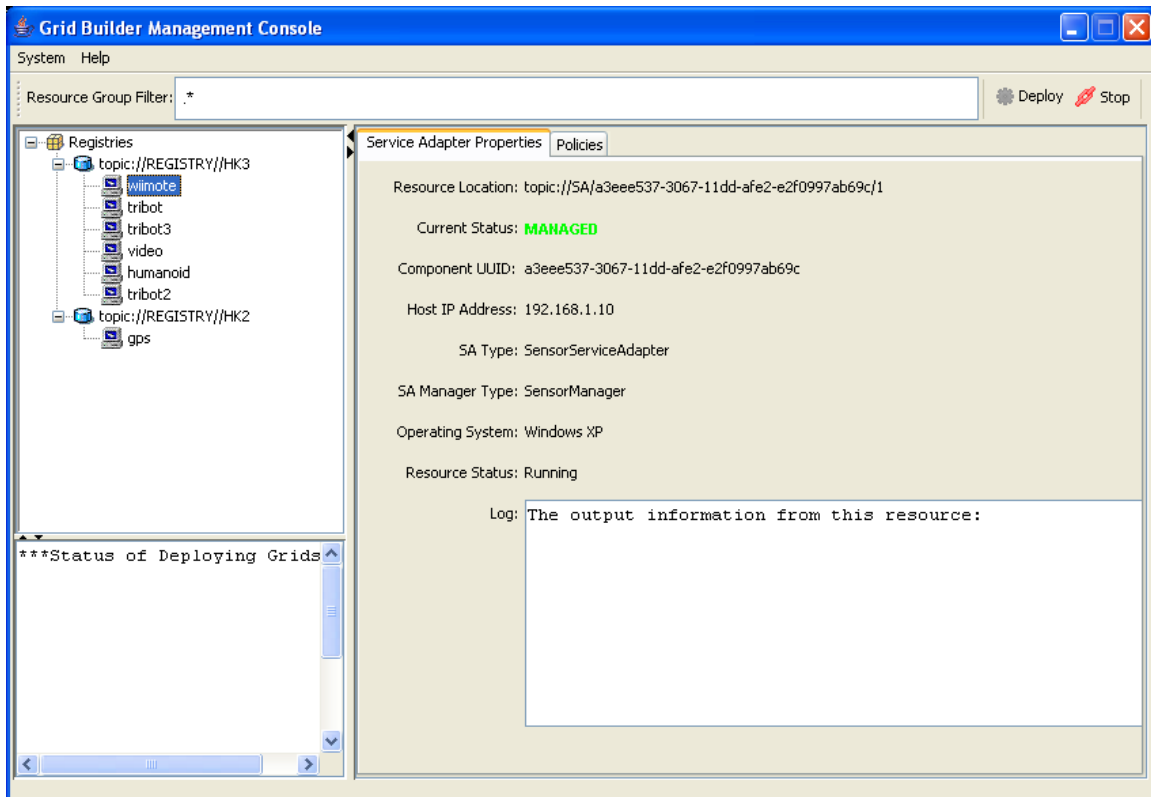 Grid Builder Management Console
System Help
Resource Group Filter: .*
Deploy Stop
Registries
topic://REGISTRY//HK3
wiimote
tribot
tribot3
video
humanoid
tribot2
topic://REGISTRY//HK2
gps
***Status of Deploying Grids
Service Adapter Properties Policies
Resource Location: topic://SA/a3eee537-3067-11dd-afe2-e2f0997ab69c/1
Current Status: MANAGED
Component UUID: a3eee537-3067-11dd-afe2-e2f0997ab69c
Host IP Address: 192.168.1.10
SA Type: SensorServiceAdapter
SA Manager Type: SensorManager
Operating System: Windows XP
Resource Status: Running
Log: The output information from this resource: